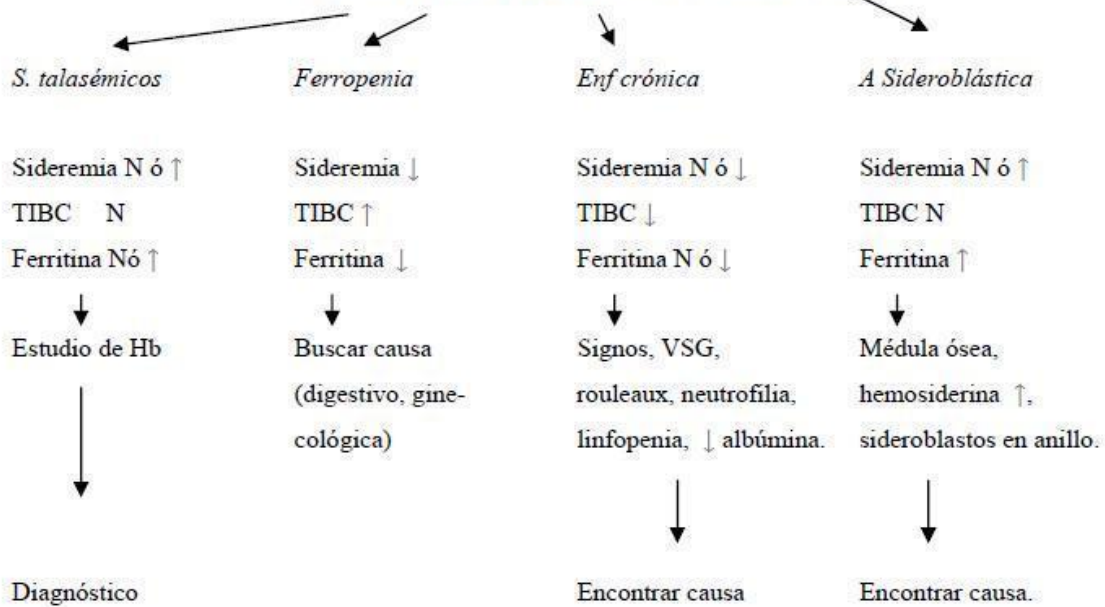 S. talasémicos
Ferropenia
Enf crónica
A Sideroblástica
Sideremia N ó ↑
TIBC N
Ferritina Nó ↑
Sideremia ↓
TIBC ↑
Ferritina ↓
Sideremia N ó ↓
TIBC ↓
Ferritina N ó ↓
Sideremia N ó ↑
TIBC N
Ferritina ↑
Estudio de Hb
Buscar causa
(digestivo, gine-
cológica)
Signos, VSG,
rouleaux, neutrofília,
linfopenia, ↓ albúmina.
Médula ósea,
hemosiderina ↑,
sideroblastos en anillo.
Diagnóstico
Encontrar causa
Encontrar causa.